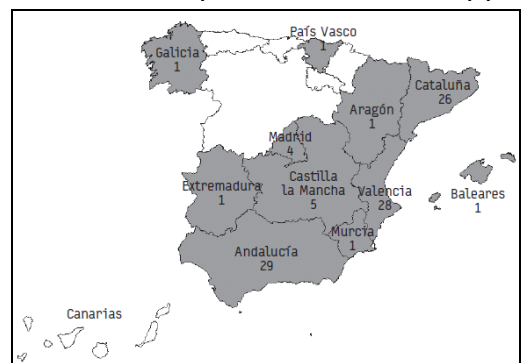 País Vasco
1
Galicia
1
Cataluña
26
Aragón
1
Madrid
4
Castilla
la Mancha
5
Extremadura
1
Valencia
28
Baleares
1
Murcia
1
Andalucía
29
Canarias